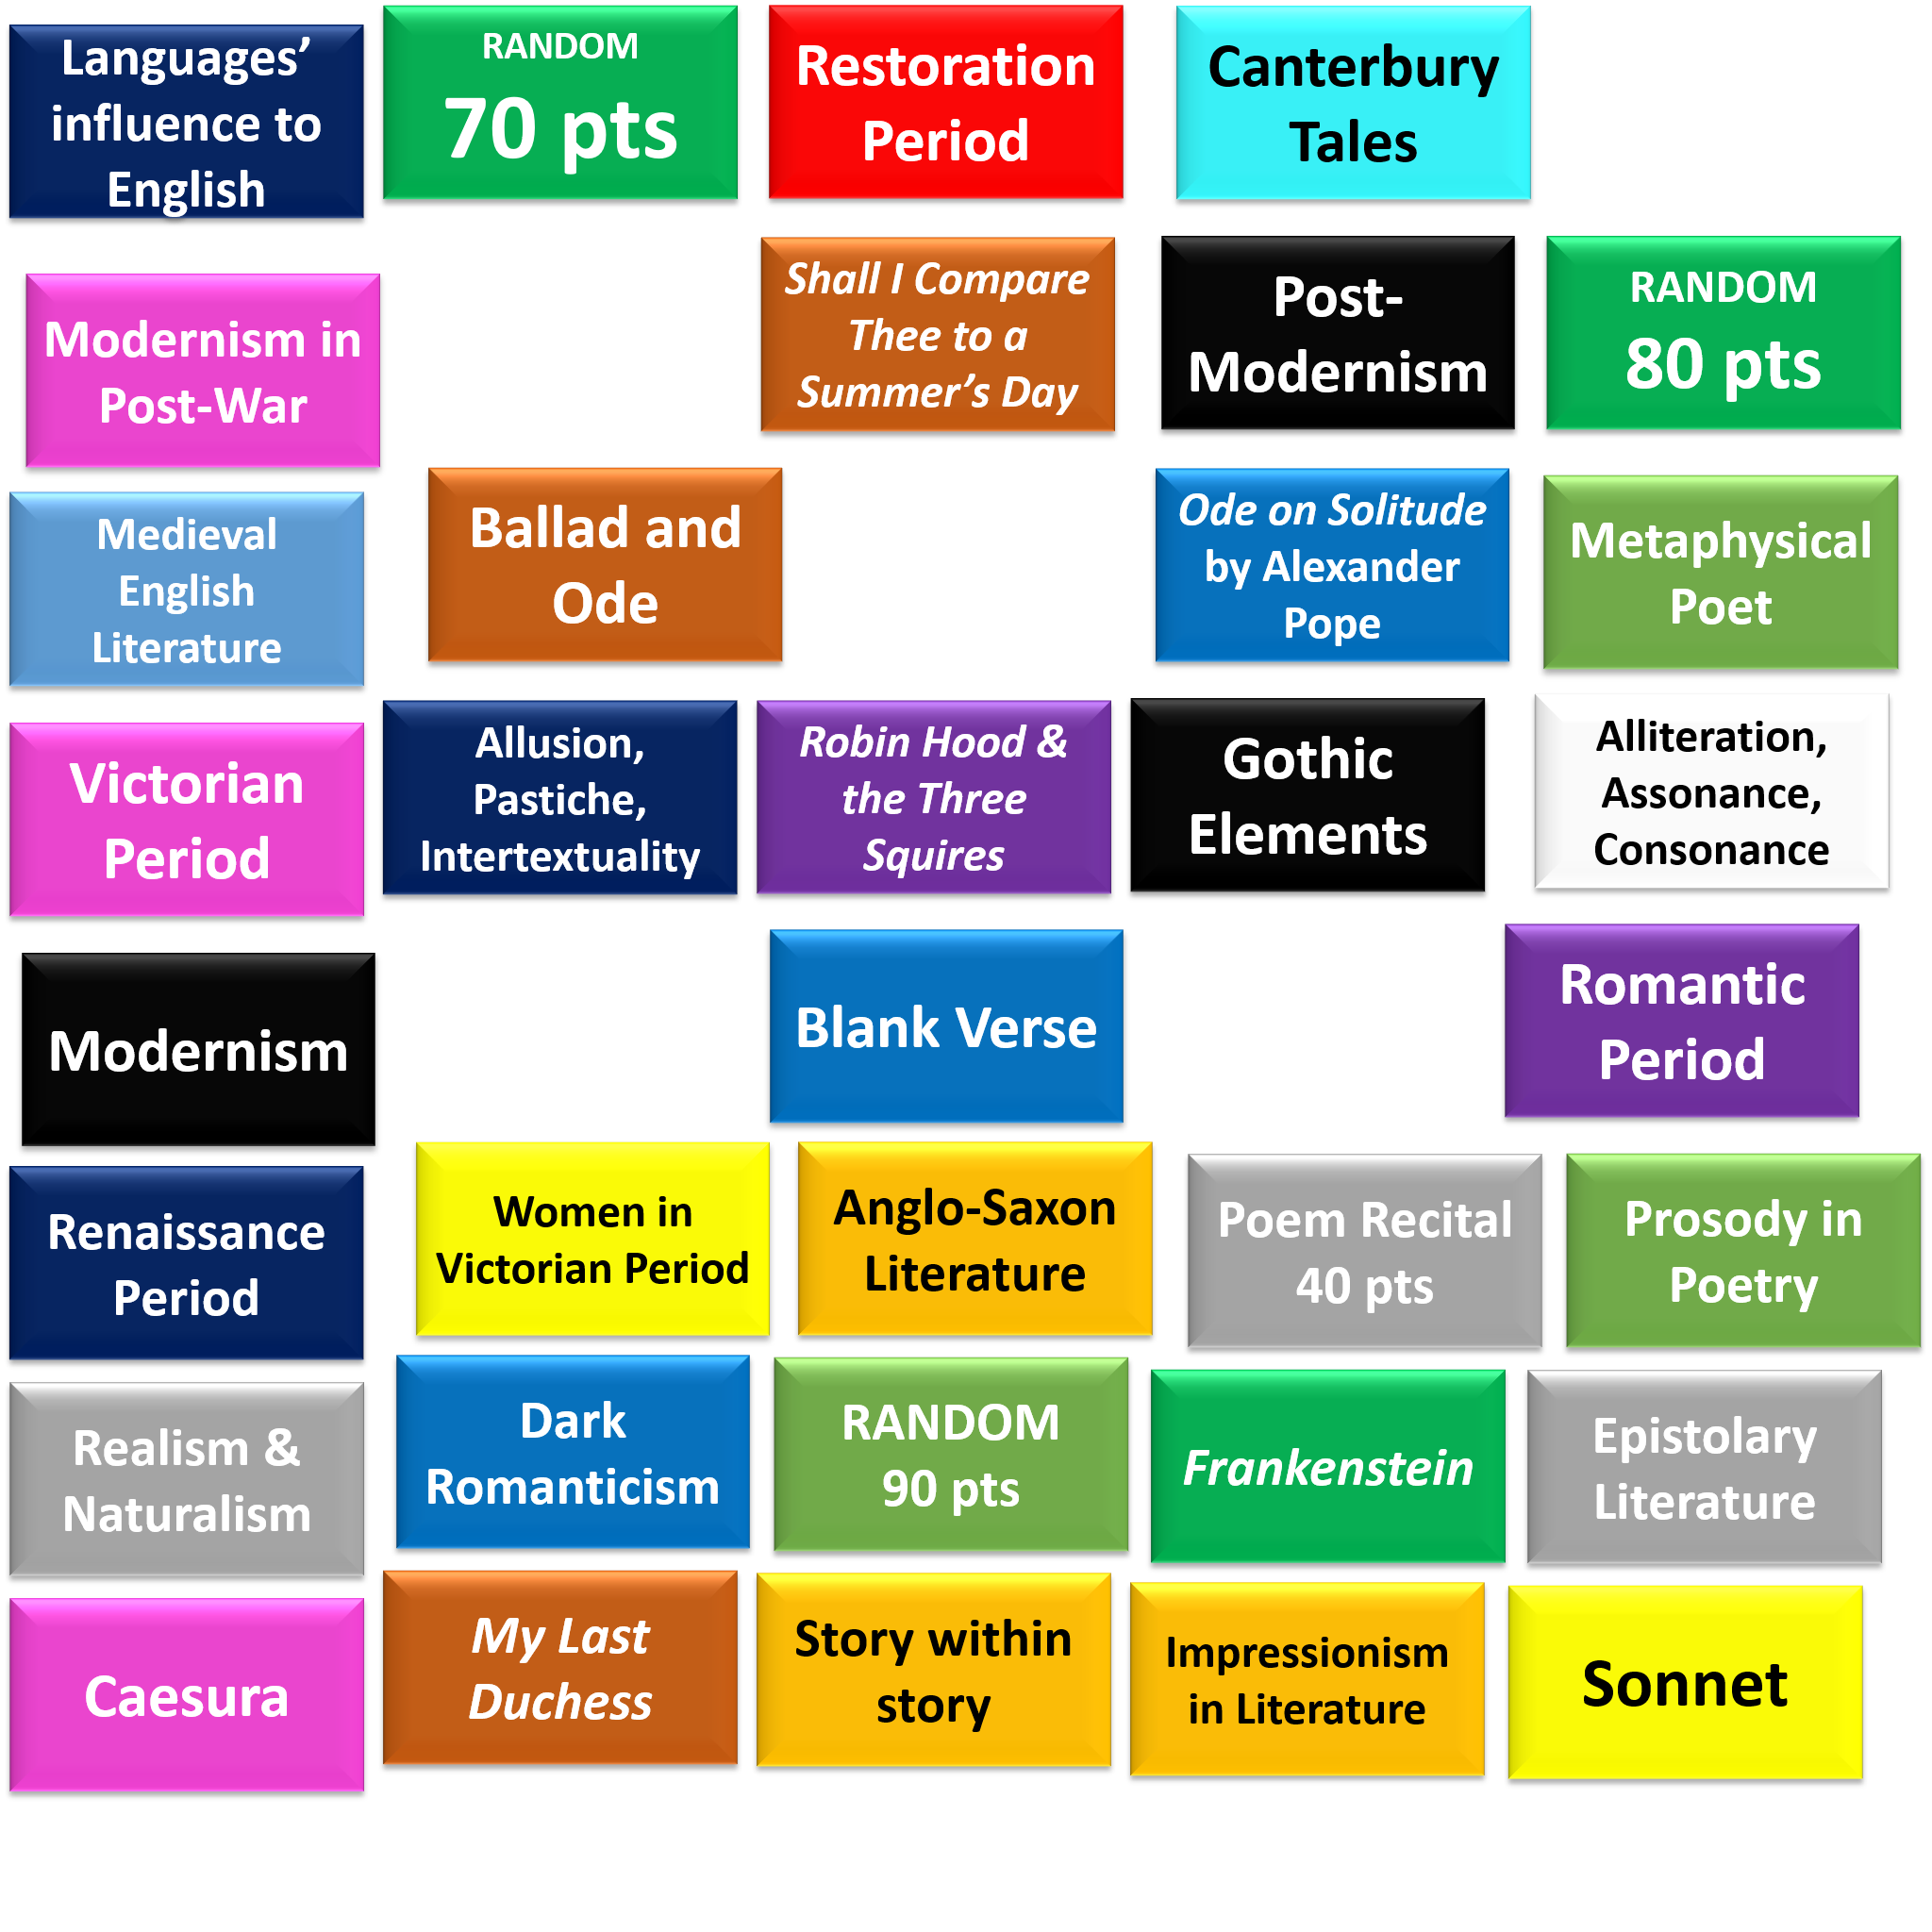 Languages’
influence to
English
RANDOM
70 pts
Restoration
Period
Canterbury
Tales
Modernism in
Post-War
Shall I Compare
Thee to a
Summer’s Day
Post-
Modernism
RANDOM
80 pts
Medieval
English
Literature
Ballad and
Ode
Ode on Solitude
by Alexander
Pope
Metaphysical
Poet
Victorian
Period
Allusion,
Pastiche,
Intertextuality
Robin Hood &
the Three
Squires
Gothic
Elements
Alliteration,
Assonance,
Consonance
Modernism
Blank Verse
Romantic
Period
Renaissance
Period
Women in
Victorian Period
Anglo-Saxon
Literature
Poem Recital
40 pts
Prosody in
Poetry
Realism &
Naturalism
Dark
Romanticism
RANDOM
90 pts
Frankenstein
Epistolary
Literature
Caesura
My Last
Duchess
Story within
story
Impressionism
in Literature
Sonnet